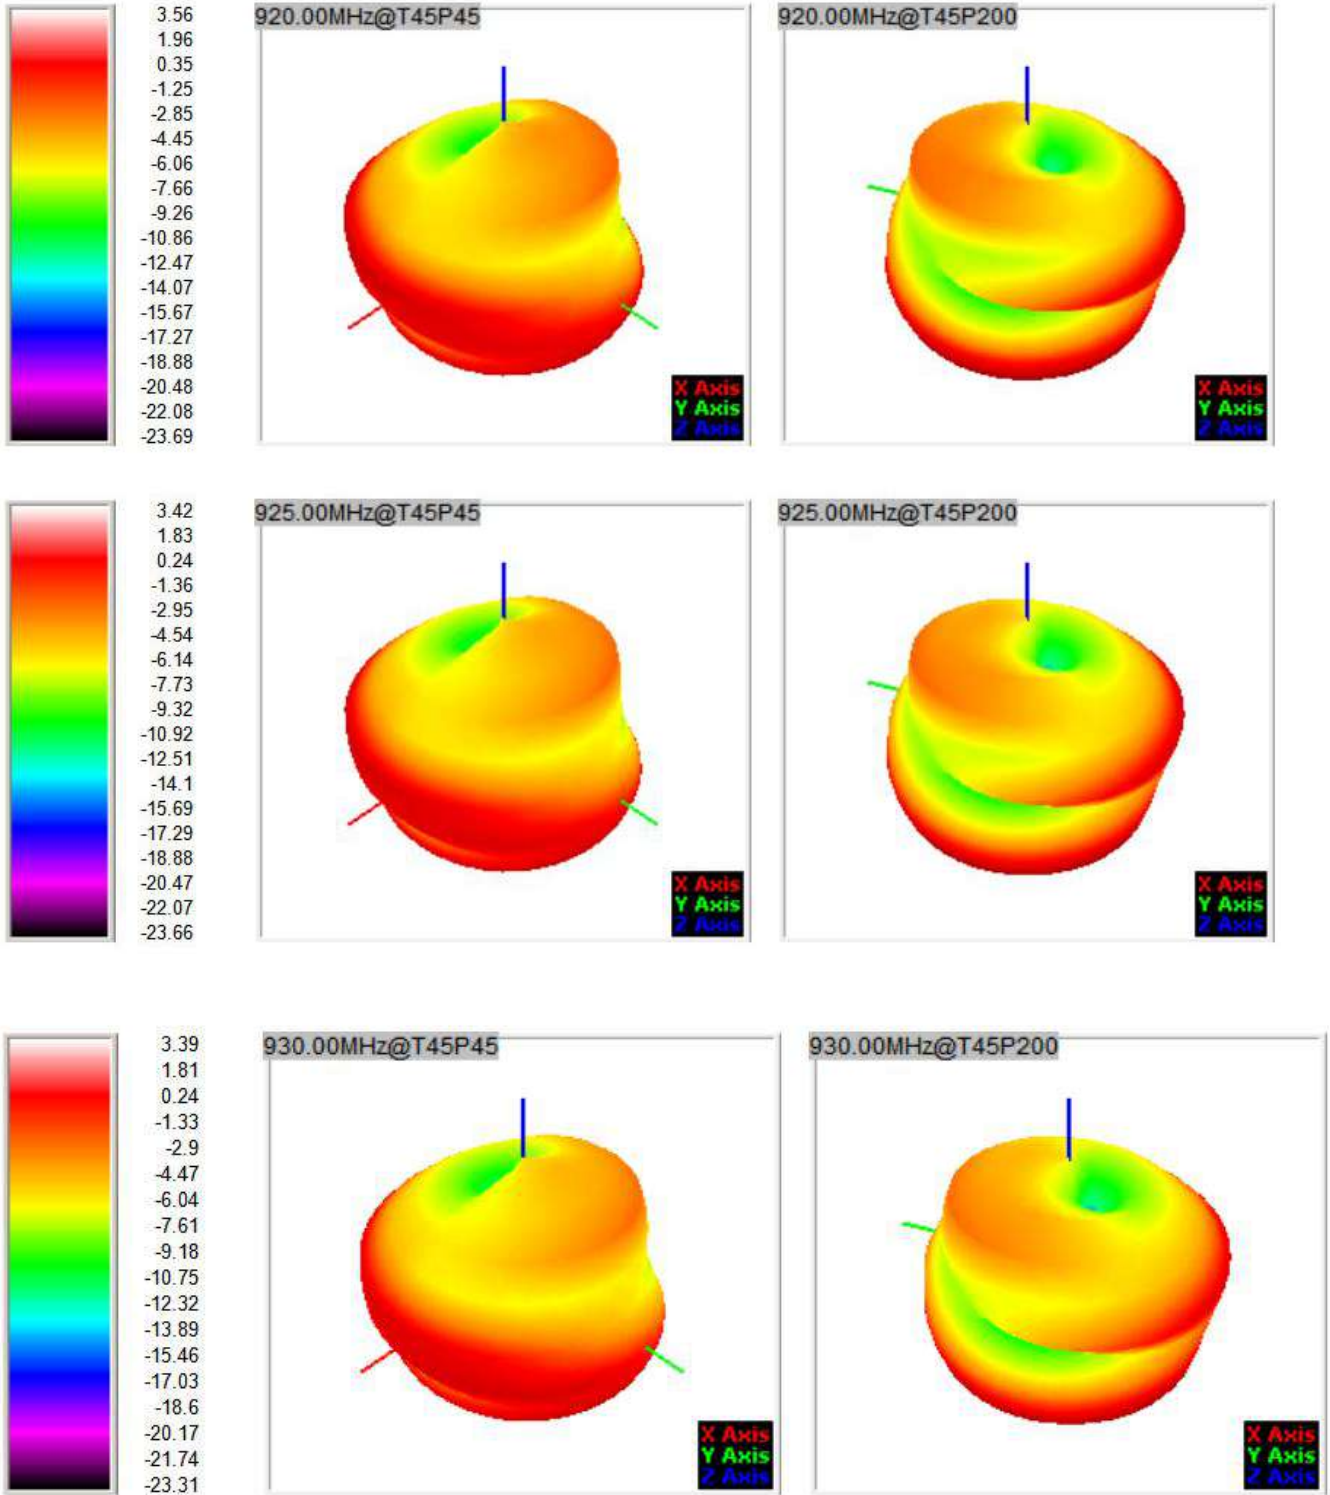 3.56
1.96
0.35
-1.25
-2.85
-4.45
-6.06
-7.66
-9.26
-10.86
-12.47
-14.07
-15.67
-17.27
-18.88
-20.48
-22.08
-23.69
920.00MHz@T45P45
X Axis
Y Axis
Z Axis
920.00MHz@T45P200
X Axis
Y Axis
Z Axis
3.42
1.83
0.24
-1.36
-2.95
-4.54
-6.14
-7.73
-9.32
-10.92
-12.51
-14.1
-15.69
-17.29
-18.88
-20.47
-22.07
-23.66
925.00MHz@T45P45
X Axis
Y Axis
Z Axis
925.00MHz@T45P200
X Axis
Y Axis
Z Axis
3.39
1.81
0.24
-1.33
-2.9
-4.47
-6.04
-7.61
-9.18
-10.75
-12.32
-13.89
-15.46
-17.03
-18.6
-20.17
-21.74
-23.31
930.00MHz@T45P45
X Axis
Y Axis
Z Axis
930.00MHz@T45P200
X Axis
Y Axis
Z Axis